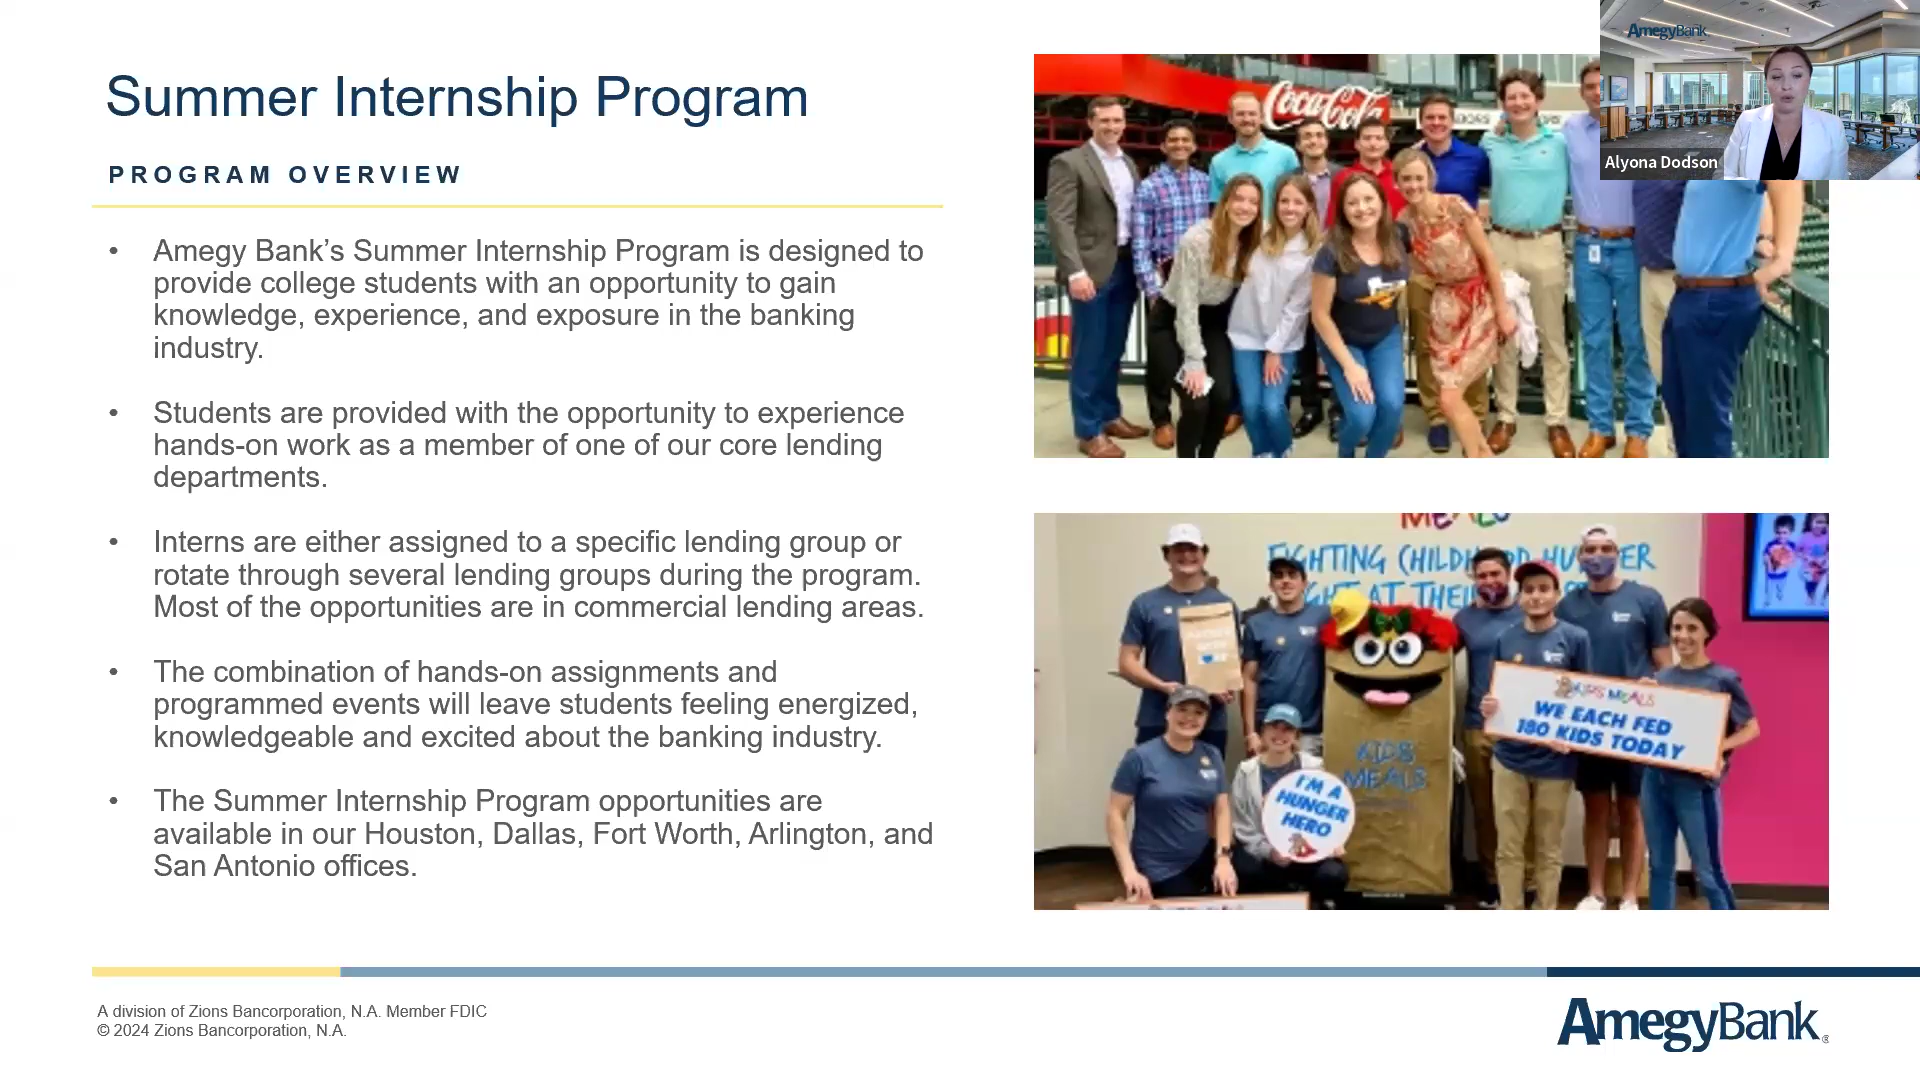 Summer Internship Program
PROGRAM OVERVIEW
• Amegy Bank’s Summer Internship Program is designed to
provide college students with an opportunity to gain
knowledge, experience, and exposure in the banking
industry.
• Students are provided with the opportunity to experience
hands-on work as a member of one of our core lending
departments.
• Interns are either assigned to a specific lending group or
rotate through several lending groups during the program.
Most of the opportunities are in commercial lending areas.
• The combination of hands-on assignments and
programmed events will leave students feeling energized,
knowledgeable and excited about the banking industry.
• The Summer Internship Program opportunities are
available in our Houston, Dallas, Fort Worth, Arlington, and
San Antonio offices.
Coca-Cola
AmegyBank
Alyona Dodson
MEALS
FIGHTING CHILDHOOD HUNGER
KIDS
MEALS
I'M A
HUNGER
HERO
KIDS MEALS
WE EACH FED
180 KIDS TODAY
A division of Zions Bancorporation, N.A. Member FDIC
© 2024 Zions Bancorporation, N.A.
AmegyBank®